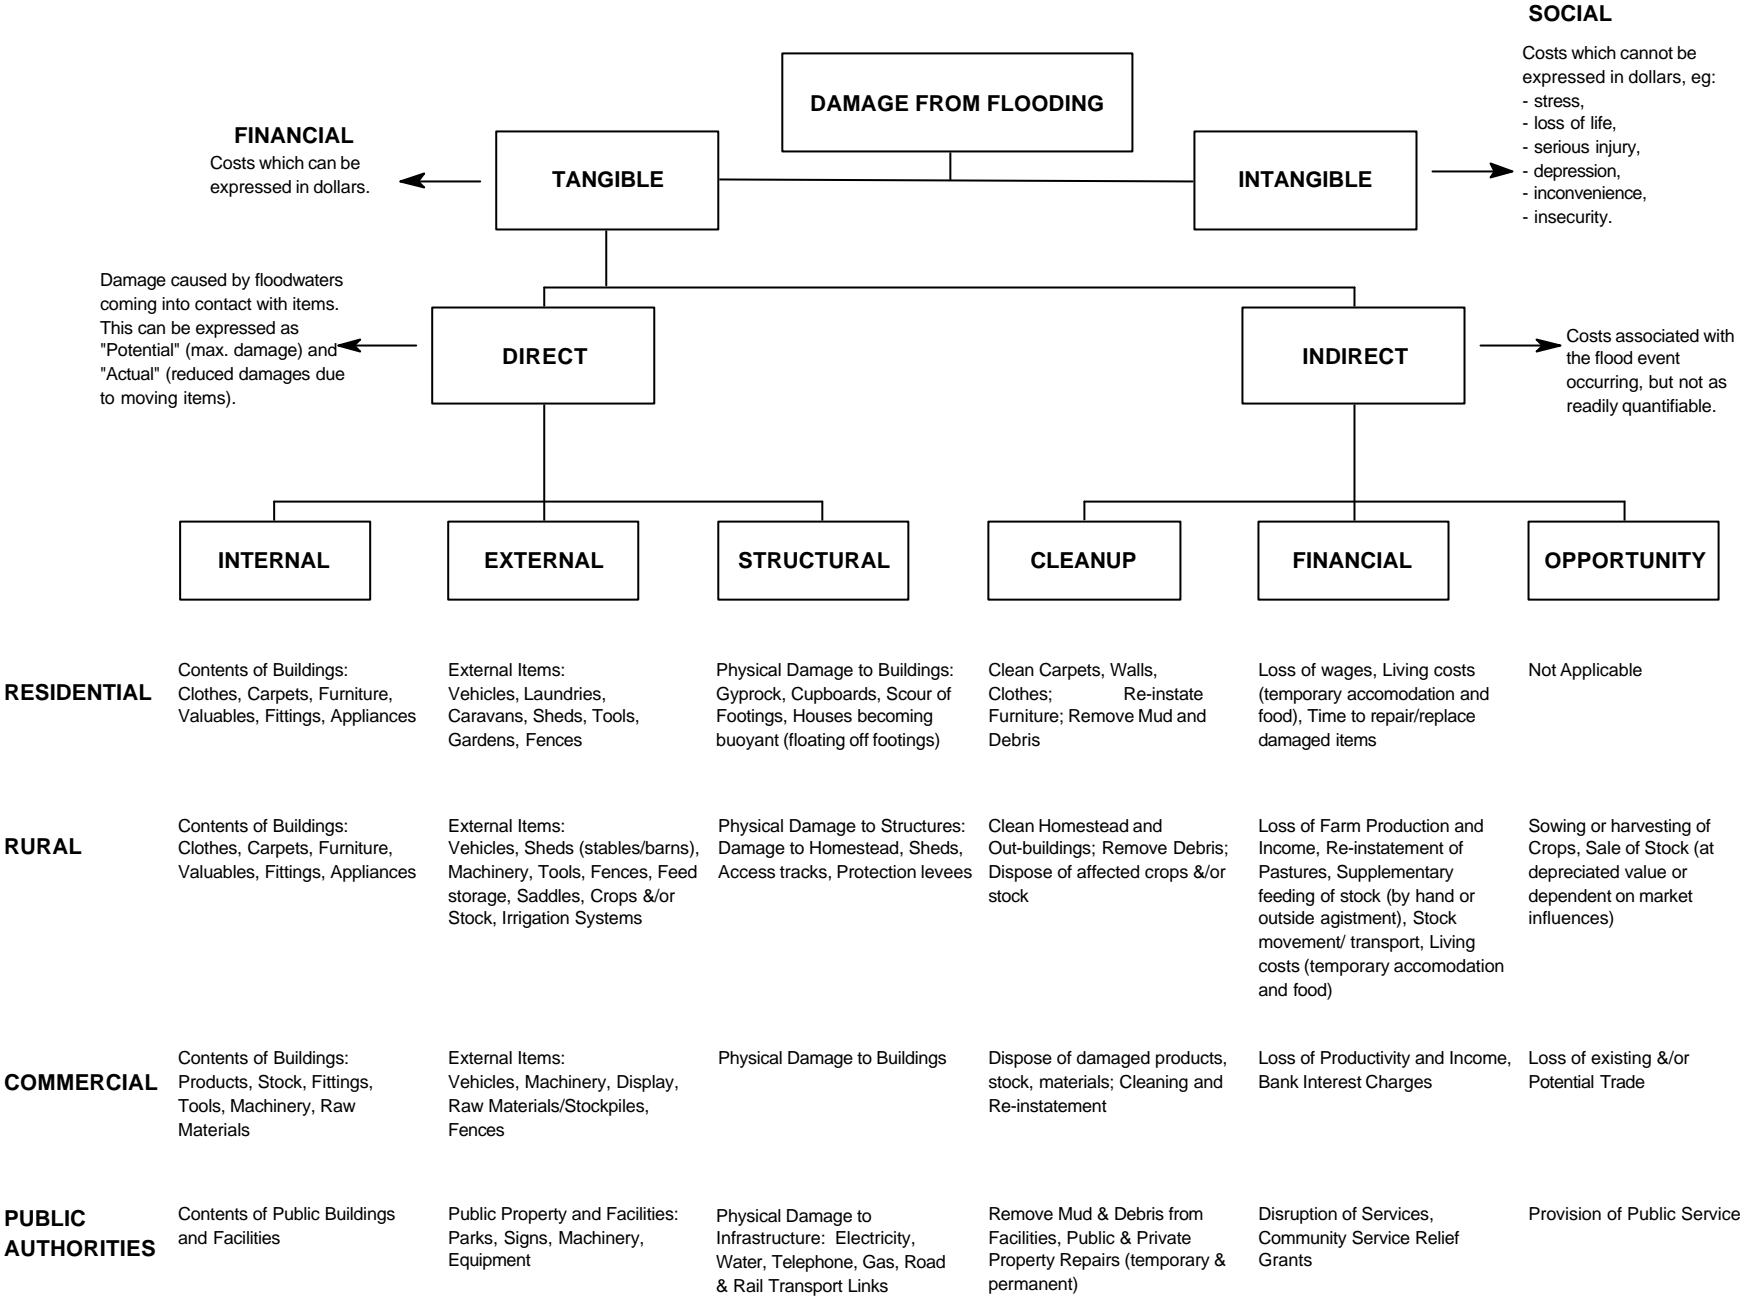 SOCIAL
Costs which cannot be
expressed in dollars, eg:
- stress,
- loss of life,
- serious injury,
- depression,
- inconvenience,
- insecurity.
DAMAGE FROM FLOODING
FINANCIAL
Costs which can be
expressed in dollars.
TANGIBLE
INTANGIBLE
Damage caused by floodwaters
coming into contact with items.
This can be expressed as
"Potential" (max. damage) and
"Actual" (reduced damages due
to moving items).
DIRECT
INDIRECT
Costs associated with
the flood event
occurring, but not as
readily quantifiable.
INTERNAL
EXTERNAL
STRUCTURAL
CLEANUP
FINANCIAL
OPPORTUNITY
RESIDENTIAL
Contents of Buildings:
Clothes, Carpets, Furniture,
Valuables, Fittings, Appliances
External Items:
Vehicles, Laundries,
Caravans, Sheds, Tools,
Gardens, Fences
Physical Damage to Buildings:
Gyprock, Cupboards, Scour of
Footings, Houses becoming
buoyant (floating off footings)
Clean Carpets, Walls,
Clothes; Re-instate
Furniture; Remove Mud and
Debris
Loss of wages, Living costs
(temporary accomodation and
food), Time to repair/replace
damaged items
Not Applicable
RURAL
Contents of Buildings:
Clothes, Carpets, Furniture,
Valuables, Fittings, Appliances
External Items:
Vehicles, Sheds (stables/barns),
Machinery, Tools, Fences, Feed
storage, Saddles, Crops &/or
Stock, Irrigation Systems
Physical Damage to Structures:
Damage to Homestead, Sheds,
Access tracks, Protection levees
Clean Homestead and
Out-buildings; Remove Debris;
Dispose of affected crops &/or
stock
Loss of Farm Production and
Income, Re-instatement of
Pastures, Supplementary
feeding of stock (by hand or
outside agistment), Stock
movement/ transport, Living
costs (temporary accomodation
and food)
Sowing or harvesting of
Crops, Sale of Stock (at
depreciated value or
dependent on market
influences)
COMMERCIAL
Contents of Buildings:
Products, Stock, Fittings,
Tools, Machinery, Raw
Materials
External Items:
Vehicles, Machinery, Display,
Raw Materials/Stockpiles,
Fences
Physical Damage to Buildings
Dispose of damaged products,
stock, materials; Cleaning and
Re-instatement
Loss of Productivity and Income,
Bank Interest Charges
Loss of existing &/or
Potential Trade
PUBLIC
AUTHORITIES
Contents of Public Buildings
and Facilities
Public Property and Facilities:
Parks, Signs, Machinery,
Equipment
Physical Damage to
Infrastructure: Electricity,
Water, Telephone, Gas, Road
& Rail Transport Links
Remove Mud & Debris from
Facilities, Public & Private
Property Repairs (temporary &
permanent)
Disruption of Services,
Community Service Relief
Grants
Provision of Public Service